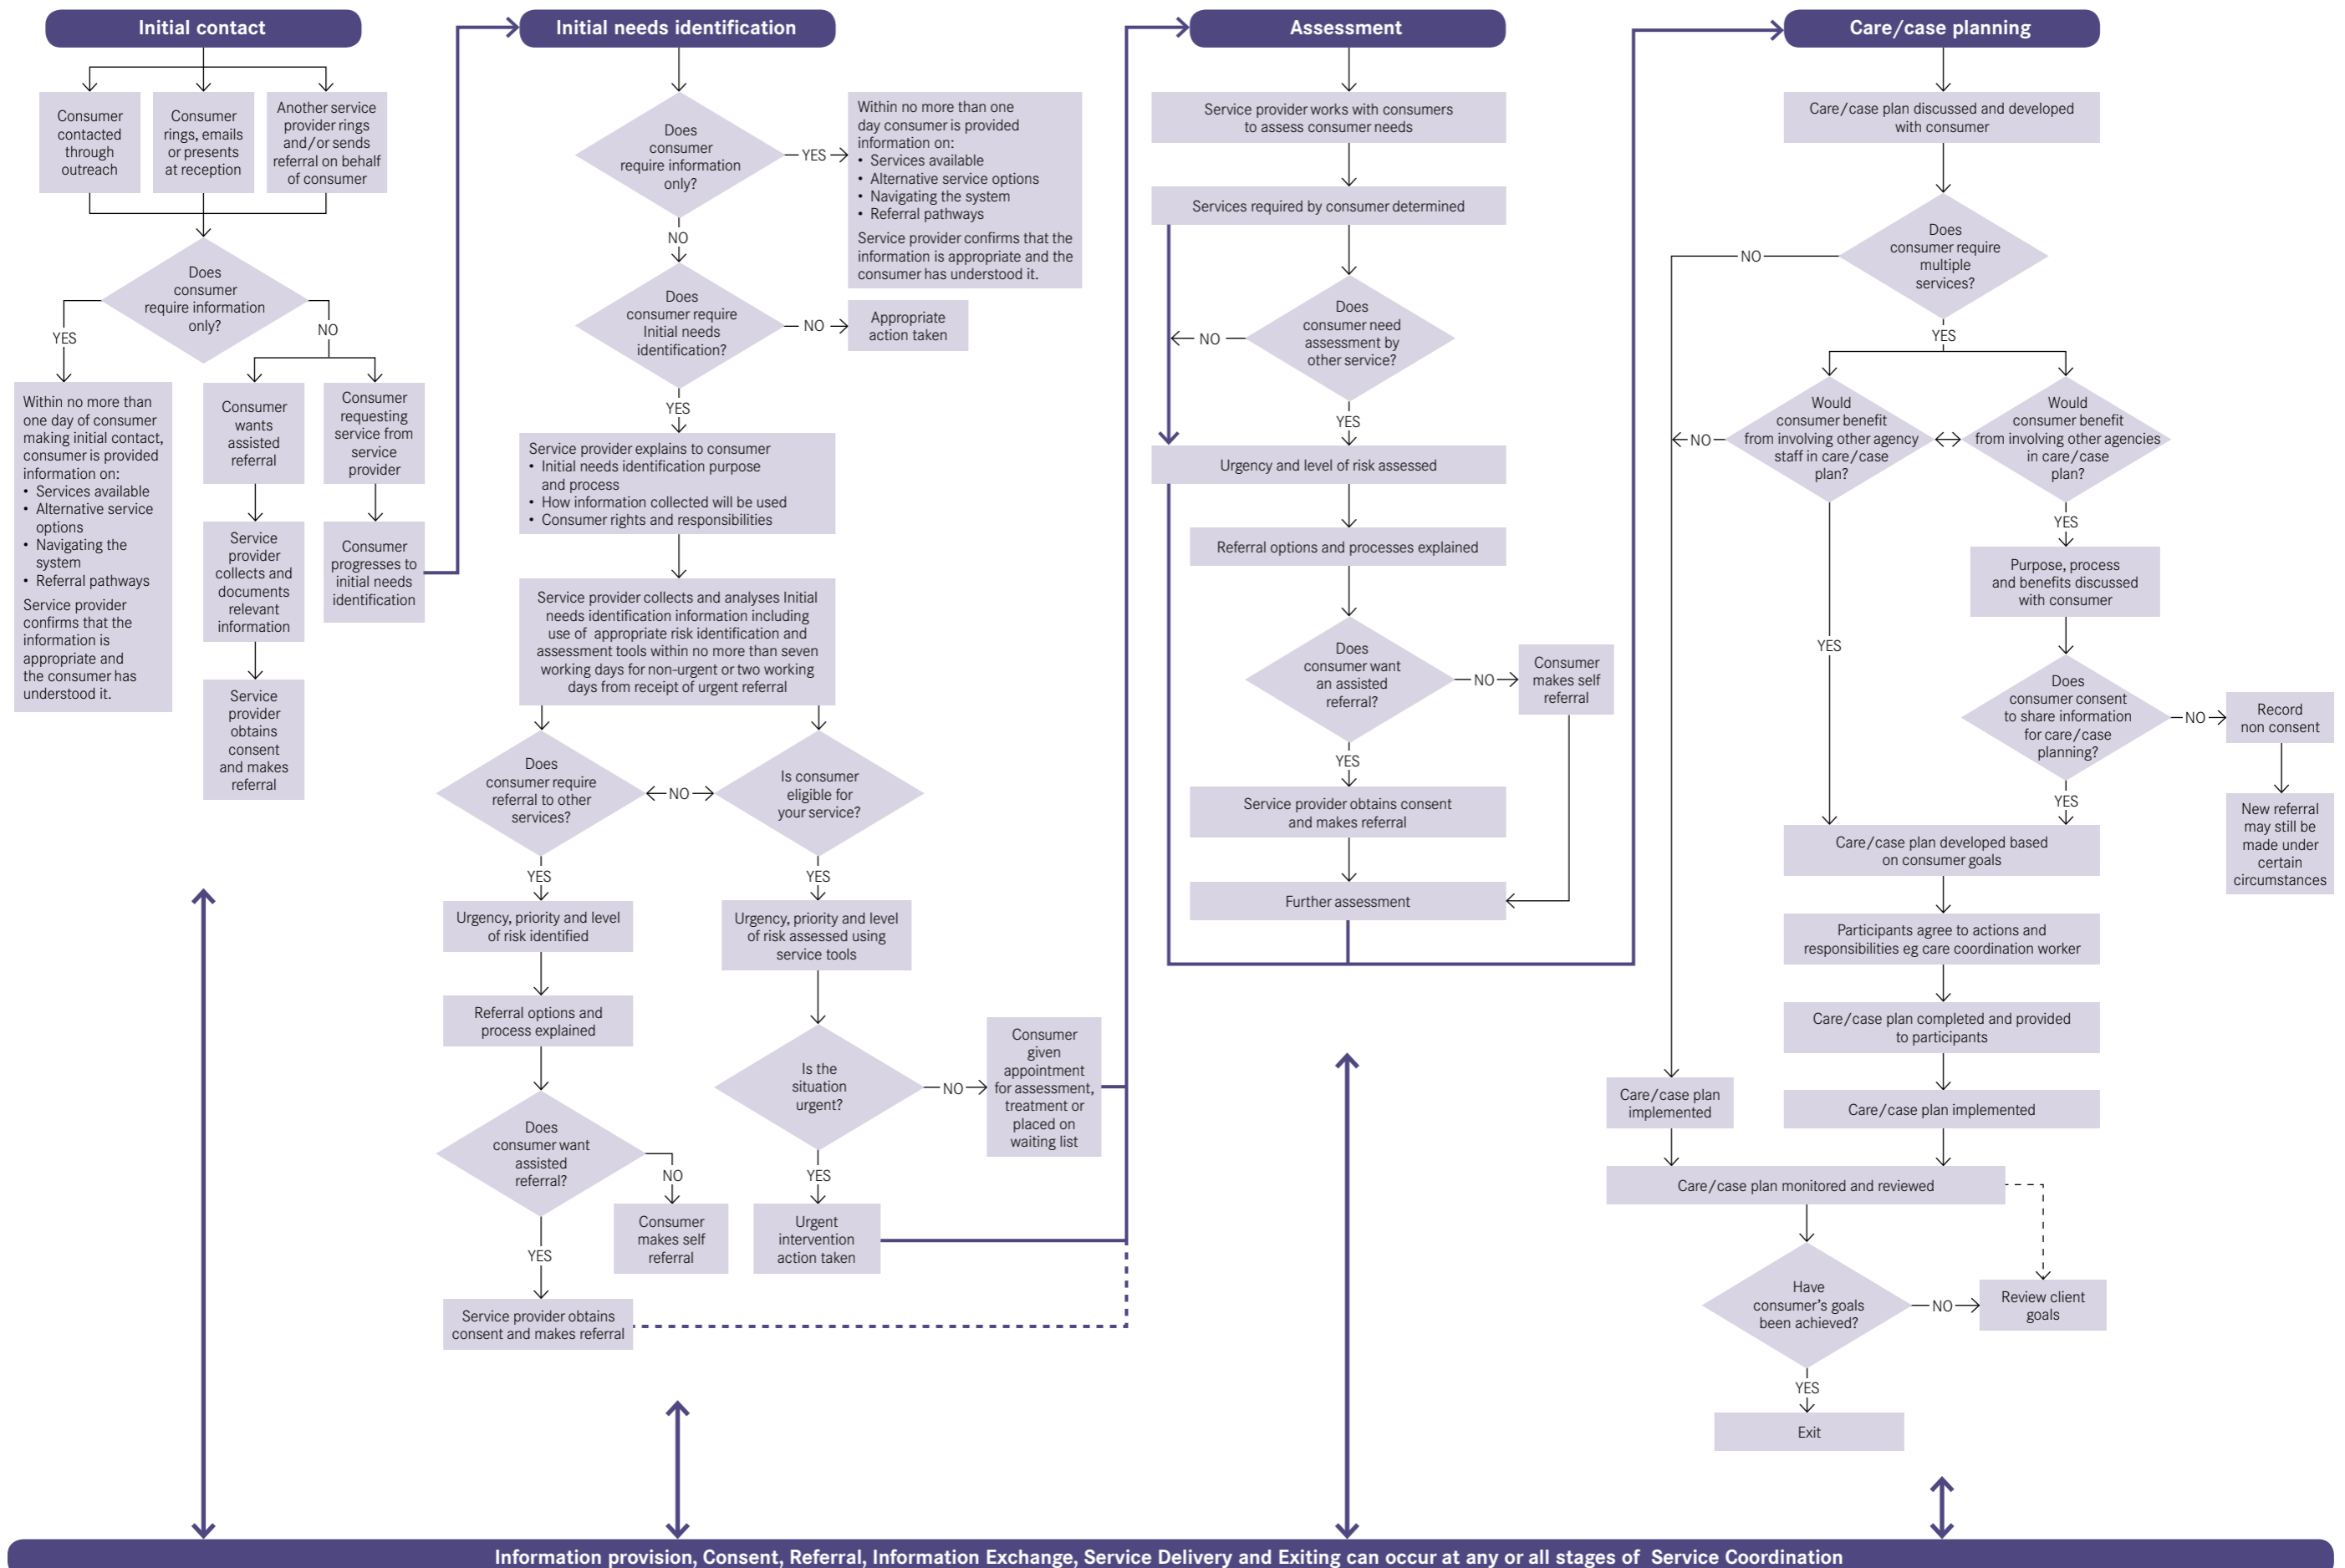 Initial contact
Consumer
contacted
through
outreach
Consumer
rings, emails
or presents
at reception
Another service
provider rings
and/or sends
referral on behalf
of consumer
Does
consumer
require information
only?
YES
NO
Within no more than
one day of consumer
making initial contact,
consumer is provided
information on:
• Services available
• Alternative service
options
• Navigating the
system
• Referral pathways
Service provider
confirms that the
information is
appropriate and
the consumer has
understood it.
Consumer
wants
assisted
referral
Service
provider
collects and
documents
relevant
information
Service
provider
obtains
consent
and makes
referral
Consumer
requesting
service from
service
provider
Consumer
progresses to
initial needs
identification
Initial needs identification
Does
consumer
require information
only?
YES
Within no more than one
day consumer is provided
information on:
• Services available
• Alternative service options
• Navigating the system
• Referral pathways
Service provider confirms that the
information is appropriate and the
consumer has understood it.
NO
Does
consumer require
Initial needs
identification?
NO
Appropriate
action taken
YES
Service provider explains to consumer
• Initial needs identification purpose
and process
• How information collected will be used
• Consumer rights and responsibilities
Service provider collects and analyses Initial
needs identification information including
use of appropriate risk identification and
assessment tools within no more than seven
working days for non-urgent or two working
days from receipt of urgent referral
Does
consumer require
referral to other
services?
NO
Is consumer
eligible for
your service?
YES
YES
Urgency, priority and level
of risk identified
Referral options and
process explained
Does
consumer want
assisted
referral?
NO
Consumer
makes self
referral
YES
Service provider obtains
consent and makes referral
Urgency, priority and level
of risk assessed using
service tools
Is the
situation
urgent?
NO
Consumer
given
appointment
for assessment,
treatment or
placed on
waiting list
YES
Urgent
intervention
action taken
Assessment
Service provider works with consumers
to assess consumer needs
Services required by consumer determined
Does
consumer need
assessment by
other service?
NO
YES
Urgency and level of risk assessed
Referral options and processes explained
Does
consumer want
an assisted
referral?
NO
Consumer
makes self
referral
YES
Service provider obtains consent
and makes referral
Further assessment
Care/case planning
Care/case plan discussed and developed
with consumer
Does
consumer require
multiple
services?
NO
YES
Would
consumer benefit
from involving other agency
staff in care/case
plan?
NO
YES
Would
consumer benefit
from involving other agencies
in care/case
plan?
YES
Purpose, process
and benefits discussed
with consumer
Does
consumer consent
to share information
for care/case
planning?
NO
Record
non consent
New referral
may still be
made under
certain
circumstances
YES
Care/case plan developed based
on consumer goals
Participants agree to actions and
responsibilities eg care coordination worker
Care/case plan completed and provided
to participants
Care/case plan
implemented
Care/case plan implemented
Care/case plan monitored and reviewed
Have
consumer's goals
been achieved?
NO
Review client
goals
YES
Exit
Information provision, Consent, Referral, Information Exchange, Service Delivery and Exiting can occur at any or all stages of Service Coordination